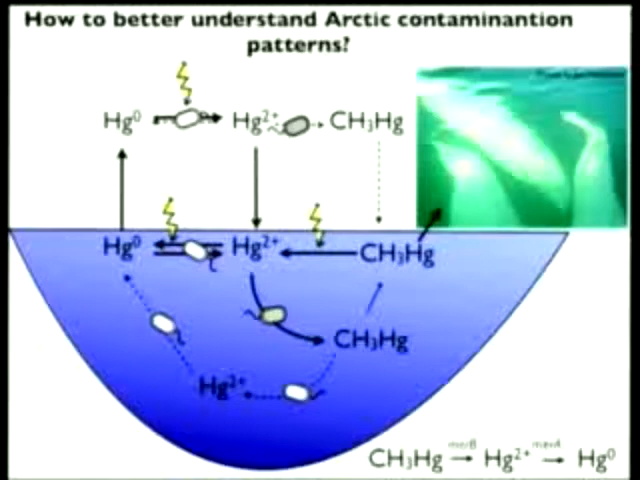 How to better understand Arctic contaminantion
patterns?
Hg⁰ Hg²⁺ CH₃Hg
Hg⁰ Hg²⁺ CH₃Hg
CH₃Hg
Hg²⁺
merB merA
CH₃Hg → Hg²⁺ → Hg⁰